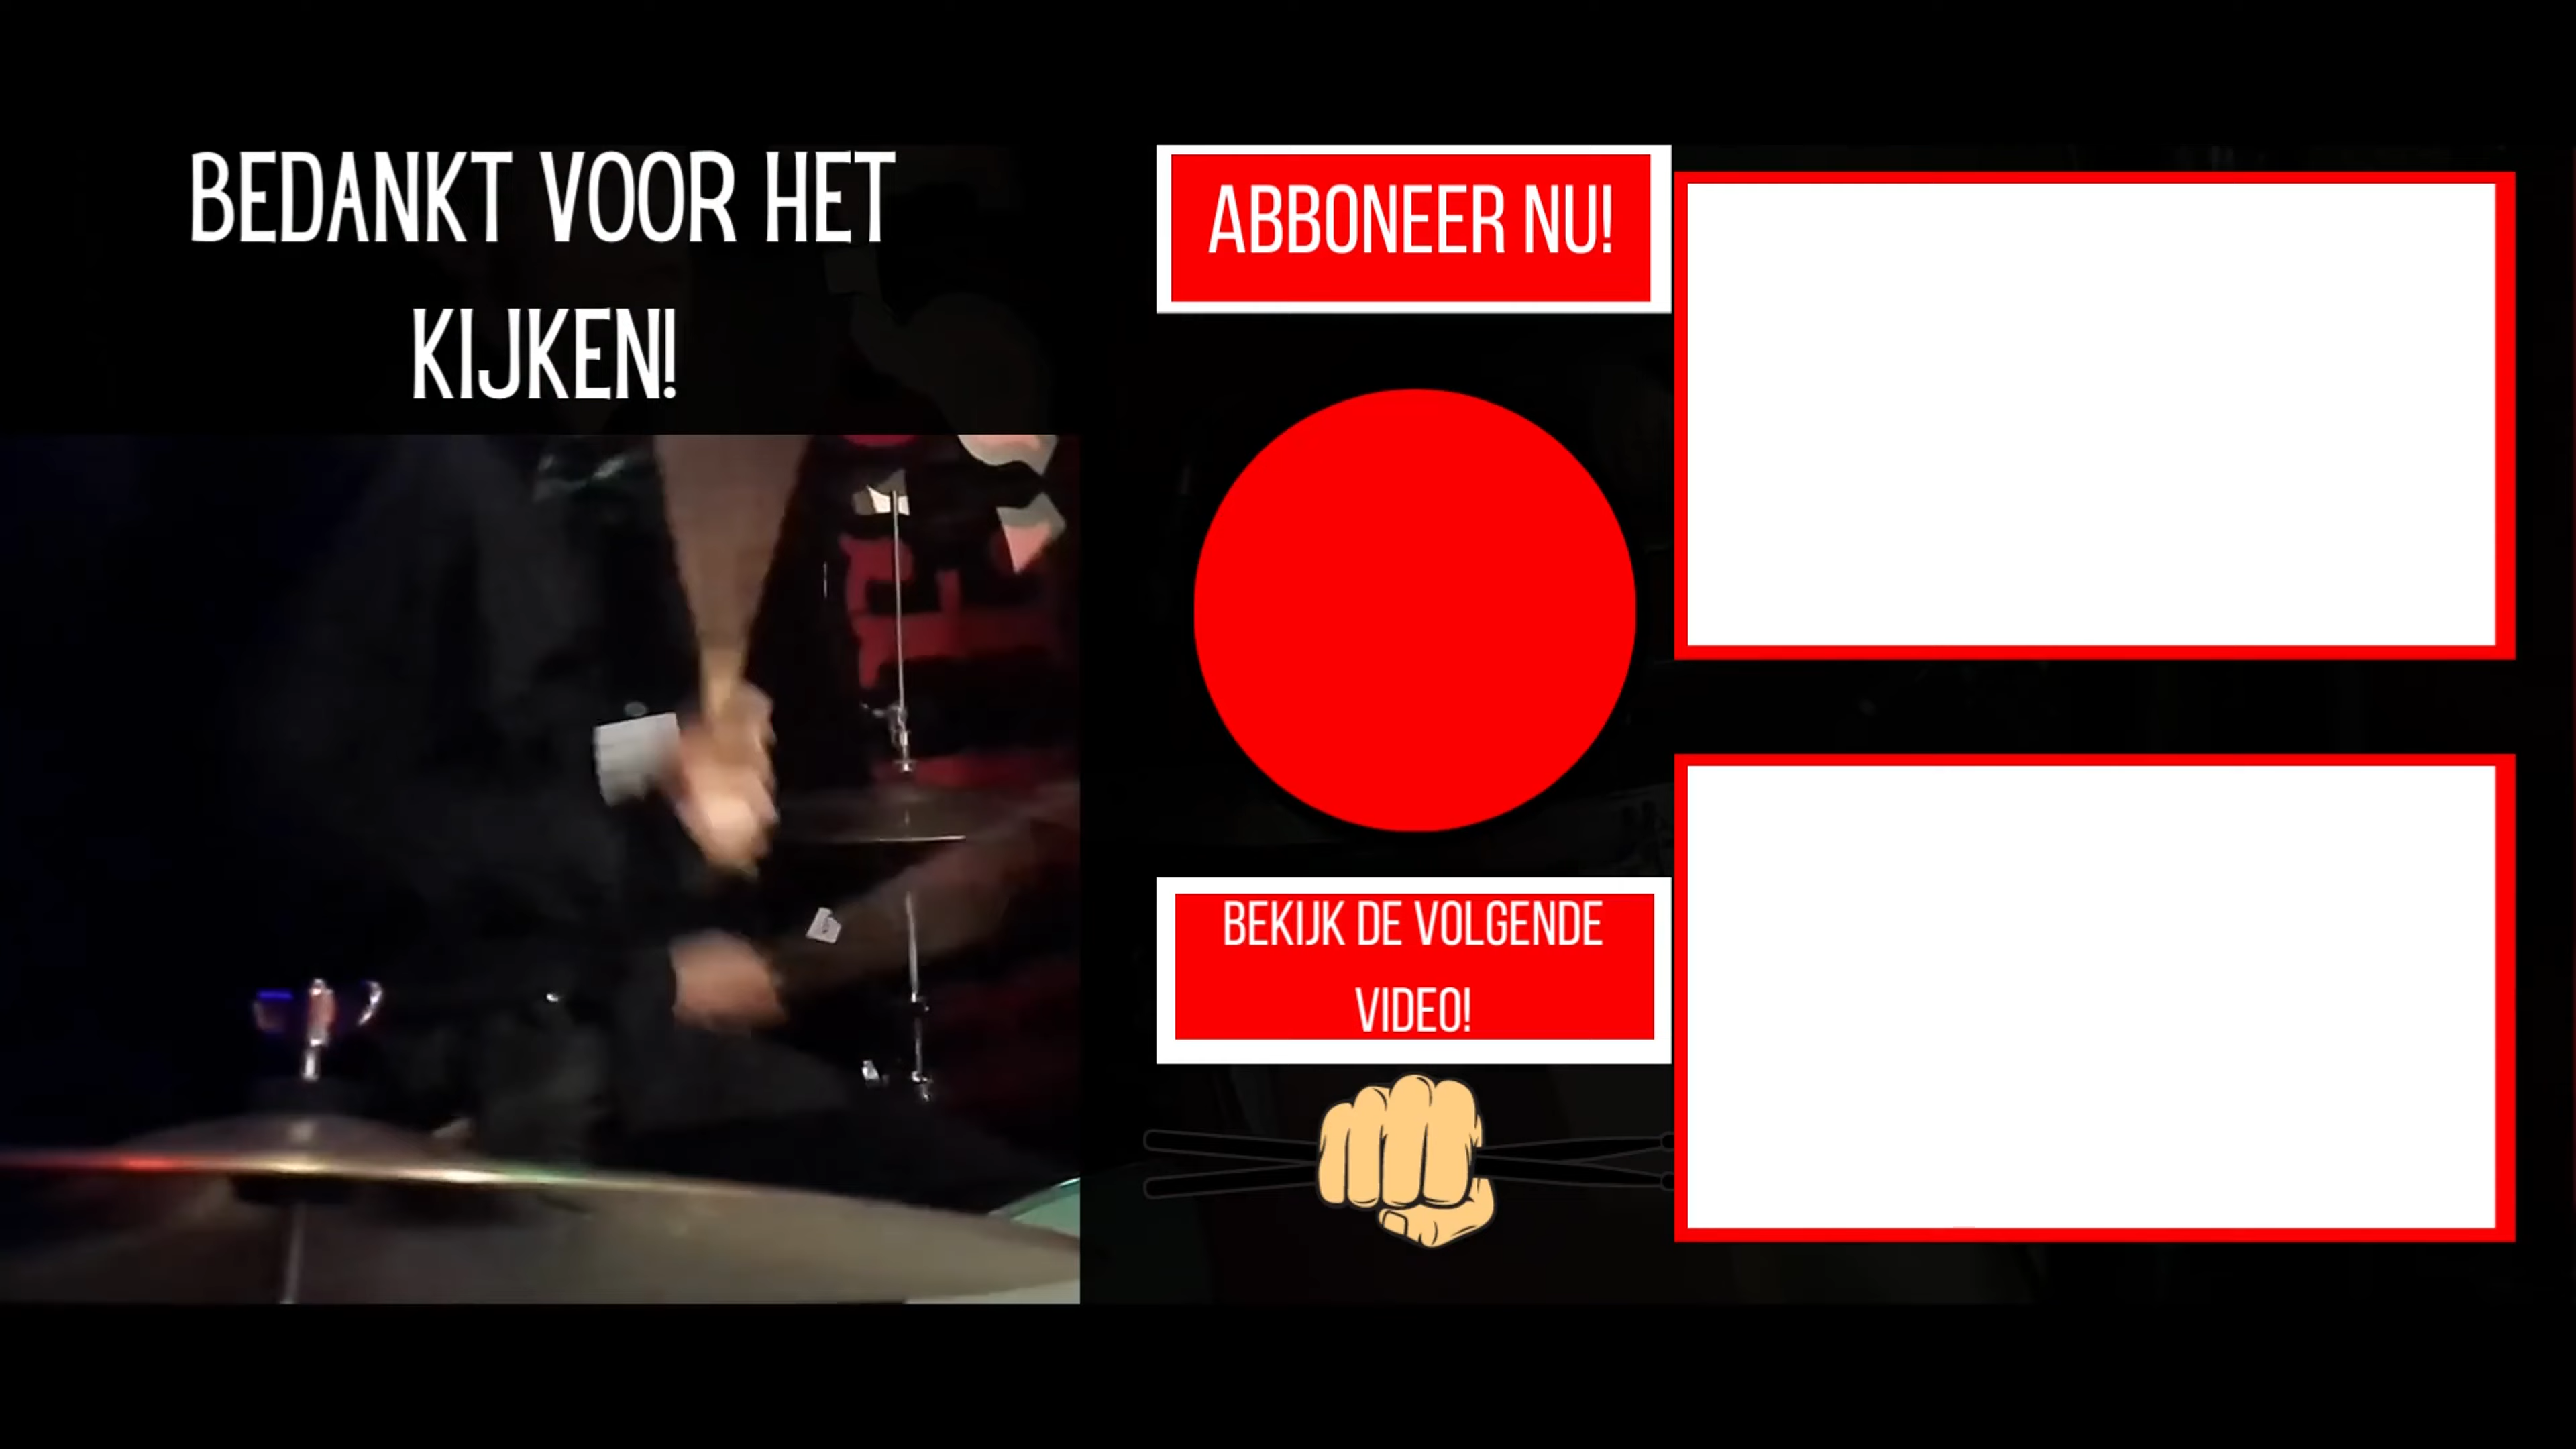 BEDANKT VOOR HET
KIJKEN!
ABBONEER NU!
BEKIJK DE VOLGENDE
VIDEO!